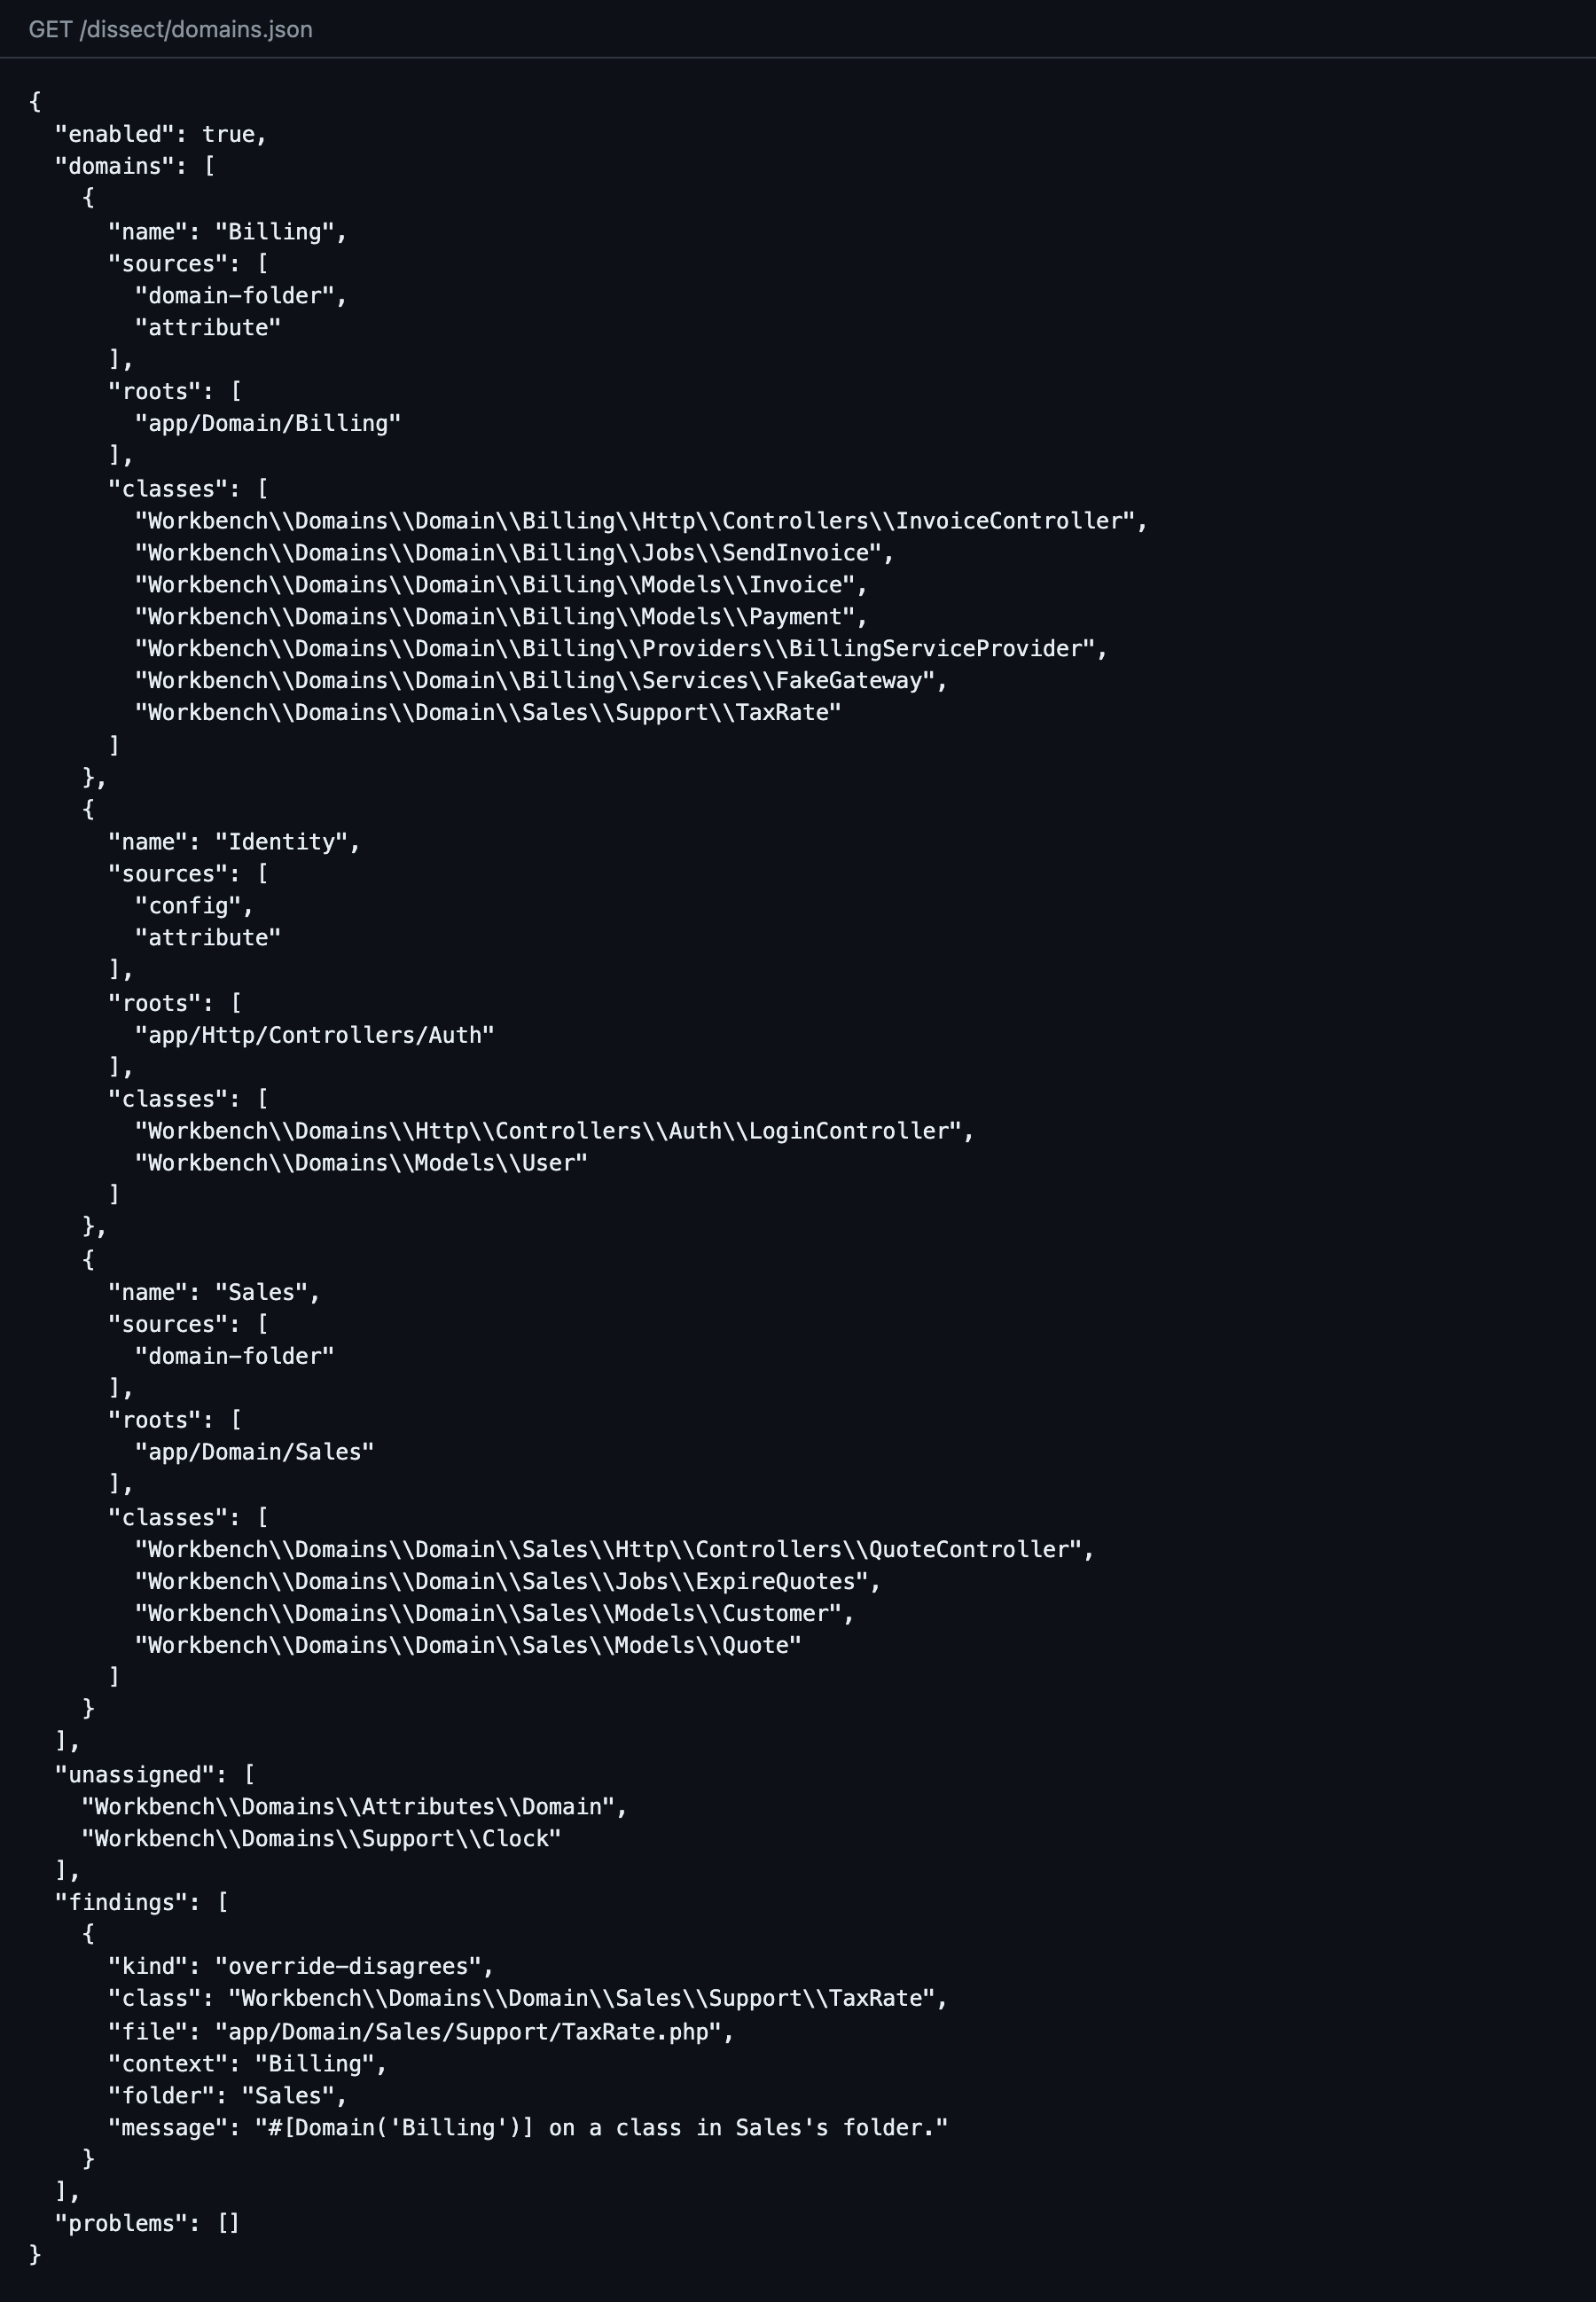 GET /dissect/domains.json
{
  "enabled": true,
  "domains": [
    {
      "name": "Billing",
      "sources": [
        "domain-folder",
        "attribute"
      ],
      "roots": [
        "app/Domain/Billing"
      ],
      "classes": [
        "Workbench\\Domains\\Domain\\Billing\\Http\\Controllers\\InvoiceController",
        "Workbench\\Domains\\Domain\\Billing\\Jobs\\SendInvoice",
        "Workbench\\Domains\\Domain\\Billing\\Models\\Invoice",
        "Workbench\\Domains\\Domain\\Billing\\Models\\Payment",
        "Workbench\\Domains\\Domain\\Billing\\Providers\\BillingServiceProvider",
        "Workbench\\Domains\\Domain\\Billing\\Services\\FakeGateway",
        "Workbench\\Domains\\Domain\\Sales\\Support\\TaxRate"
      ]
    },
    {
      "name": "Identity",
      "sources": [
        "config",
        "attribute"
      ],
      "roots": [
        "app/Http/Controllers/Auth"
      ],
      "classes": [
        "Workbench\\Domains\\Http\\Controllers\\Auth\\LoginController",
        "Workbench\\Domains\\Models\\User"
      ]
    },
    {
      "name": "Sales",
      "sources": [
        "domain-folder"
      ],
      "roots": [
        "app/Domain/Sales"
      ],
      "classes": [
        "Workbench\\Domains\\Domain\\Sales\\Http\\Controllers\\QuoteController",
        "Workbench\\Domains\\Domain\\Sales\\Jobs\\ExpireQuotes",
        "Workbench\\Domains\\Domain\\Sales\\Models\\Customer",
        "Workbench\\Domains\\Domain\\Sales\\Models\\Quote"
      ]
    }
  ],
  "unassigned": [
    "Workbench\\Domains\\Attributes\\Domain",
    "Workbench\\Domains\\Support\\Clock"
  ],
  "findings": [
    {
      "kind": "override-disagrees",
      "class": "Workbench\\Domains\\Domain\\Sales\\Support\\TaxRate",
      "file": "app/Domain/Sales/Support/TaxRate.php",
      "context": "Billing",
      "folder": "Sales",
      "message": "#[Domain('Billing')] on a class in Sales's folder."
    }
  ],
  "problems": []
}